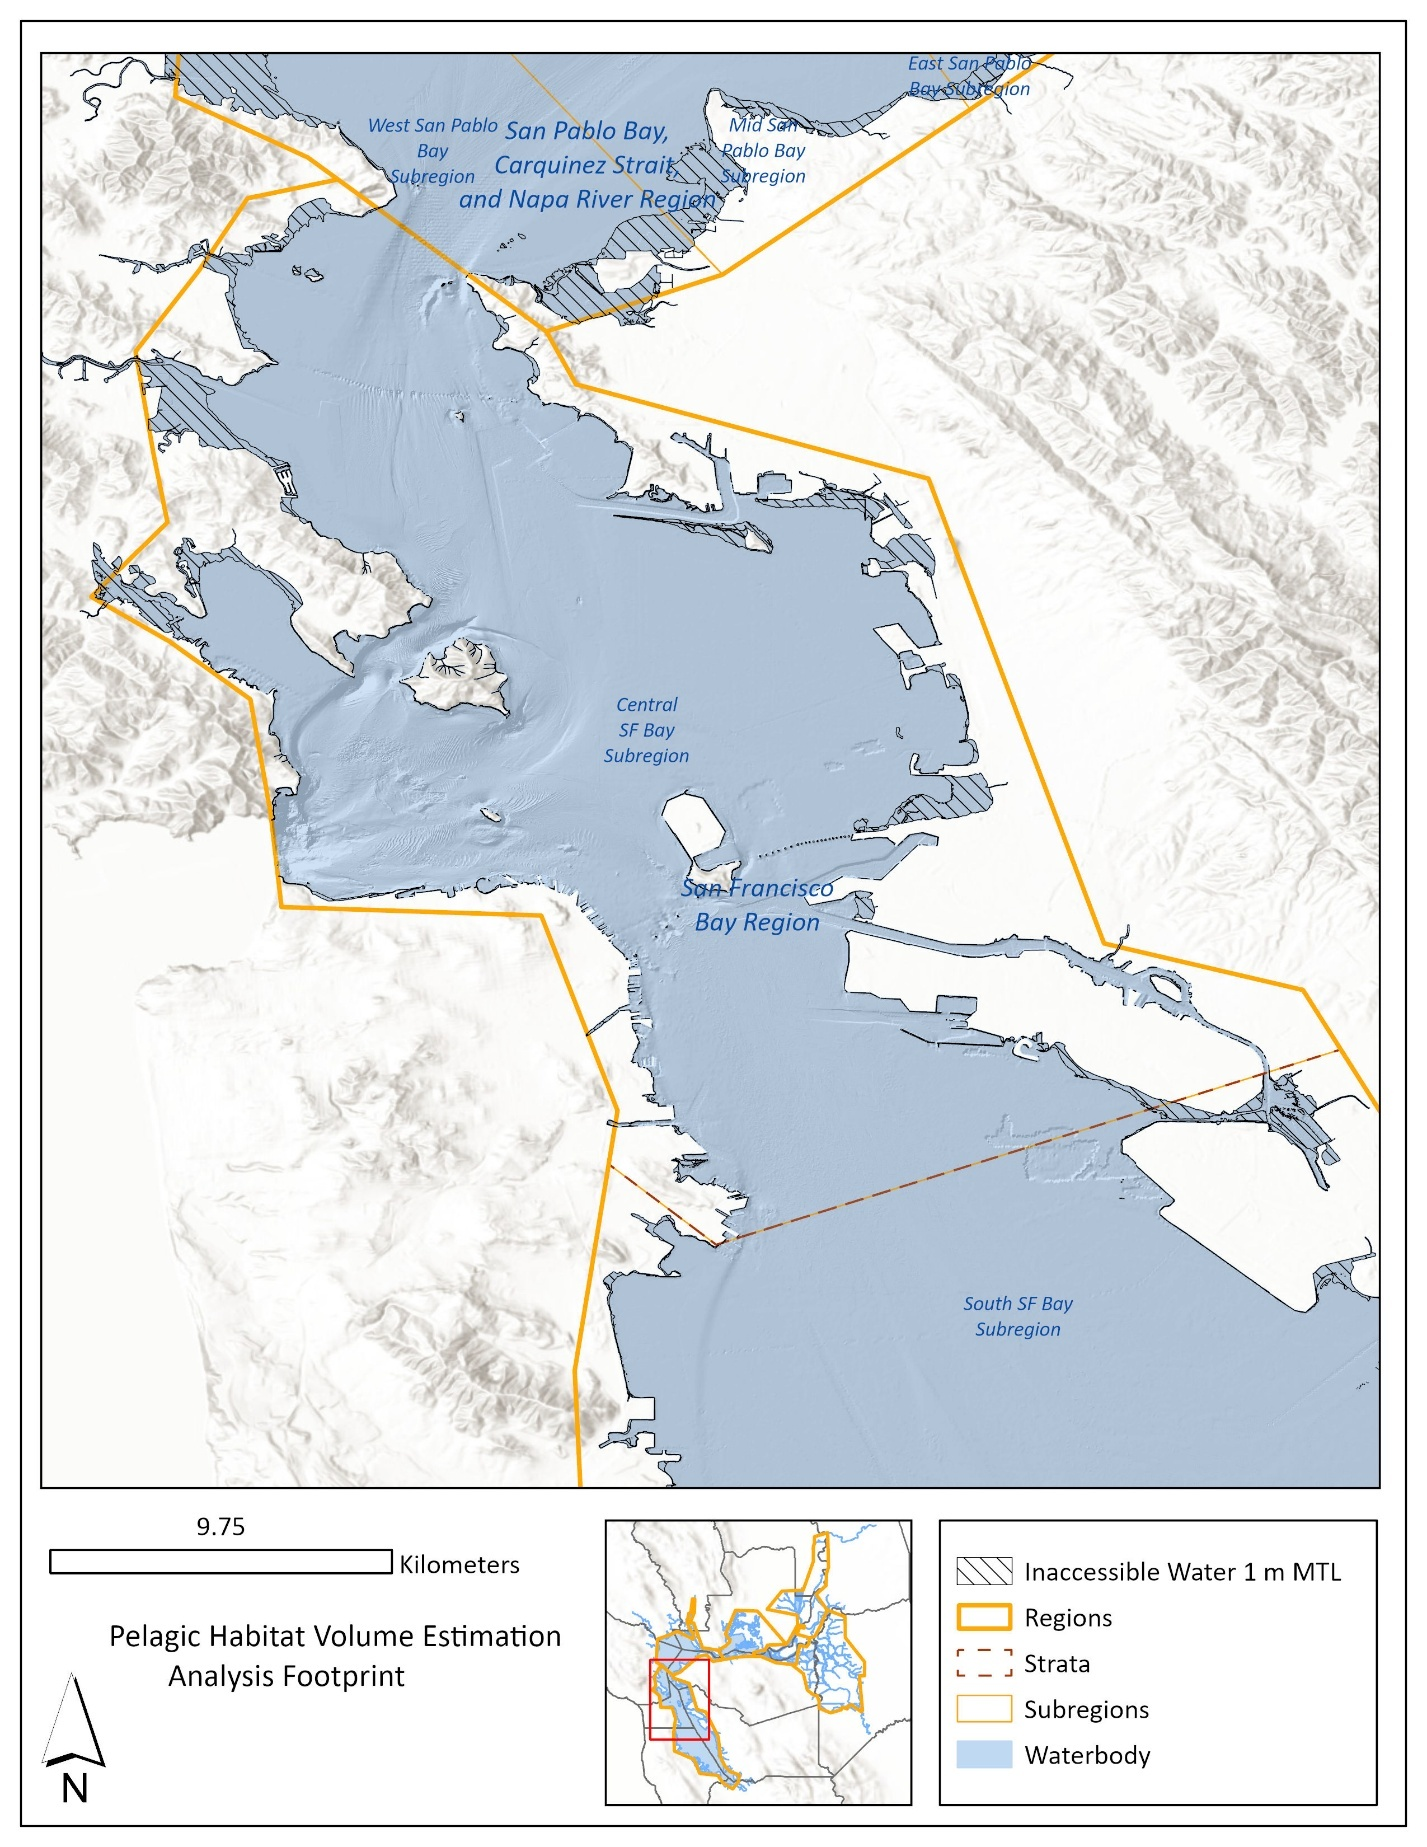 East San Pablo
Bay Subregion
West San Pablo
Bay
Subregion
San Pablo Bay,
Carquinez Strait,
and Napa River Region
Mid San
Pablo Bay
Subregion
Central
SF Bay
Subregion
San Francisco
Bay Region
South SF Bay
Subregion
9.75
Kilometers
Pelagic Habitat Volume Estimation
Analysis Footprint
N
Inaccessible Water 1 m MTL
Regions
Strata
Subregions
Waterbody